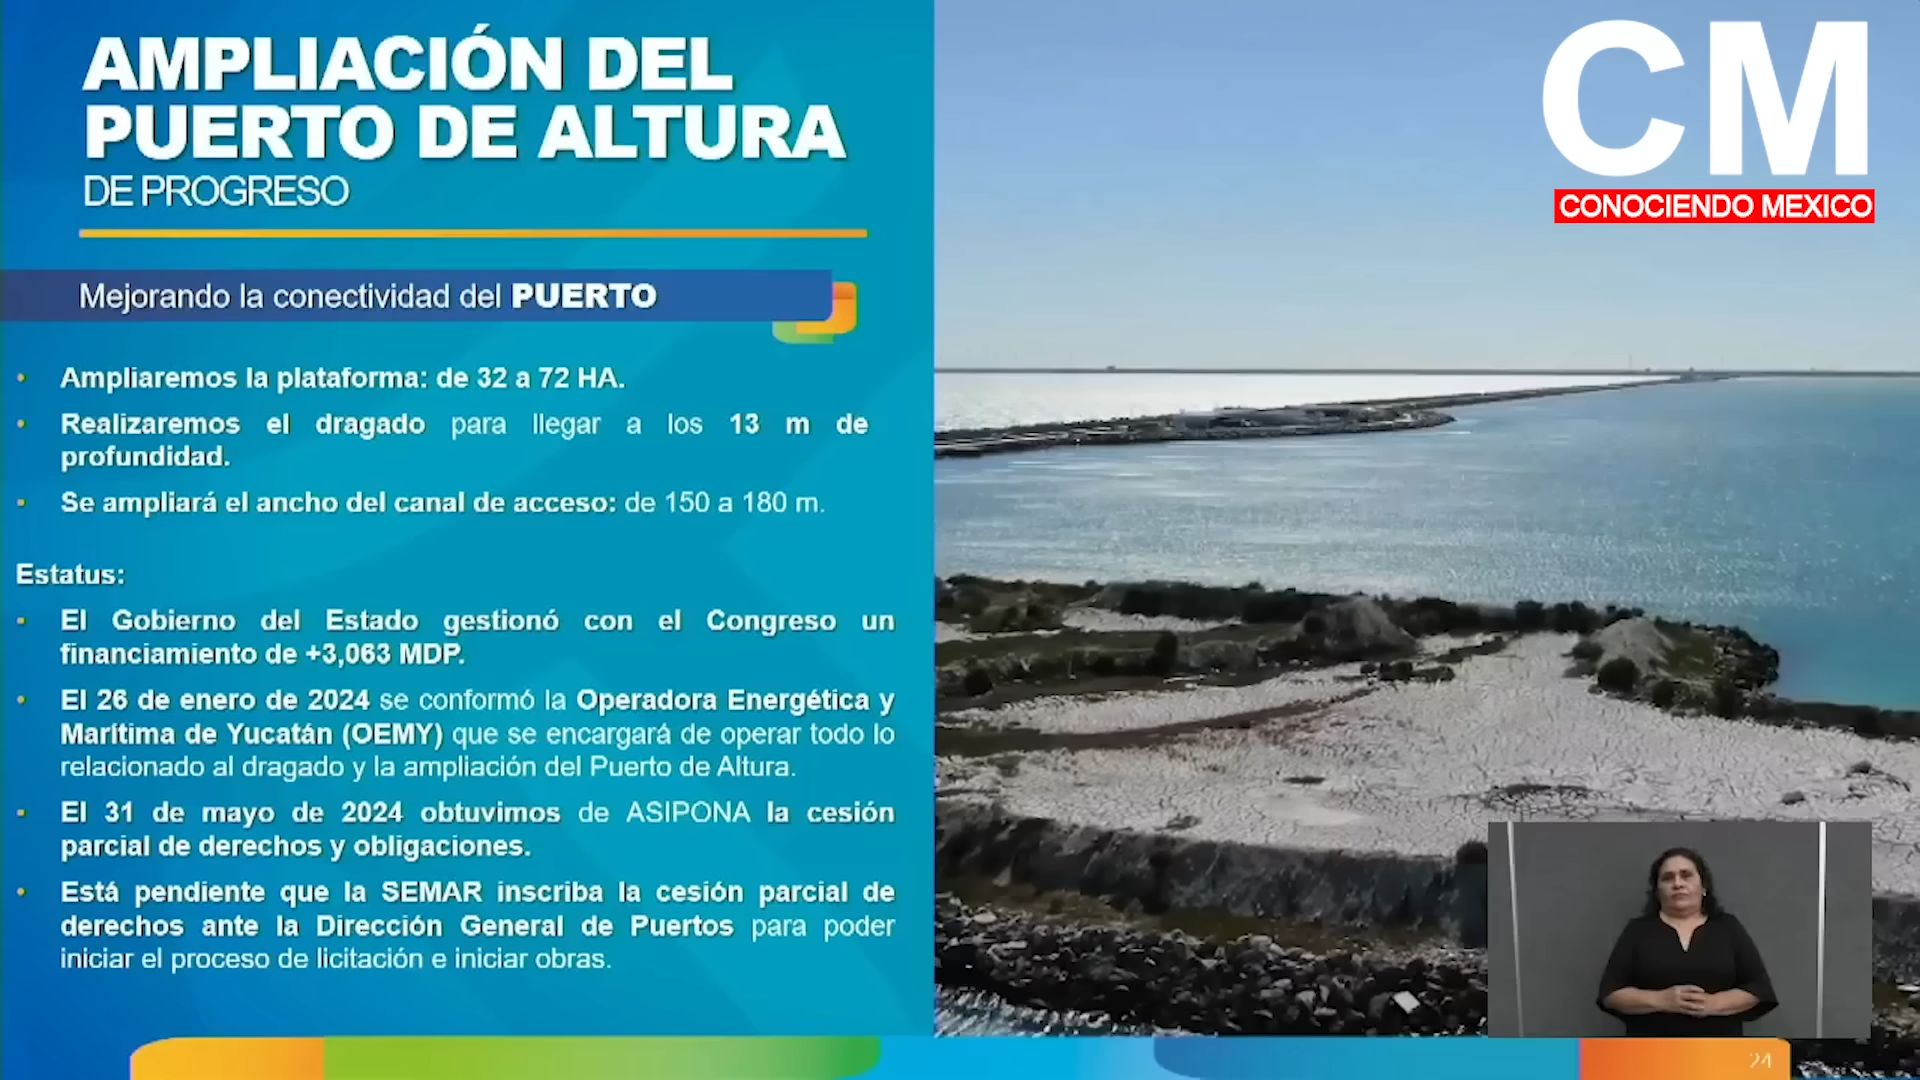 AMPLIACIÓN DEL
PUERTO DE ALTURA
DE PROGRESO
Mejorando la conectividad del PUERTO
• Ampliaremos la plataforma: de 32 a 72 HA.
• Realizaremos el dragado para llegar a los 13 m de
profundidad.
• Se ampliará el ancho del canal de acceso: de 150 a 180 m.
Estatus:
• El Gobierno del Estado gestionó con el Congreso un
financiamiento de +3,063 MDP.
• El 26 de enero de 2024 se conformó la Operadora Energética y
Marítima de Yucatán (OEMY) que se encargará de operar todo lo
relacionado al dragado y la ampliación del Puerto de Altura.
• El 31 de mayo de 2024 obtuvimos de ASIPONA la cesión
parcial de derechos y obligaciones.
• Está pendiente que la SEMAR inscriba la cesión parcial de
derechos ante la Dirección General de Puertos para poder
iniciar el proceso de licitación e iniciar obras.
CM
CONOCIENDO MEXICO
24